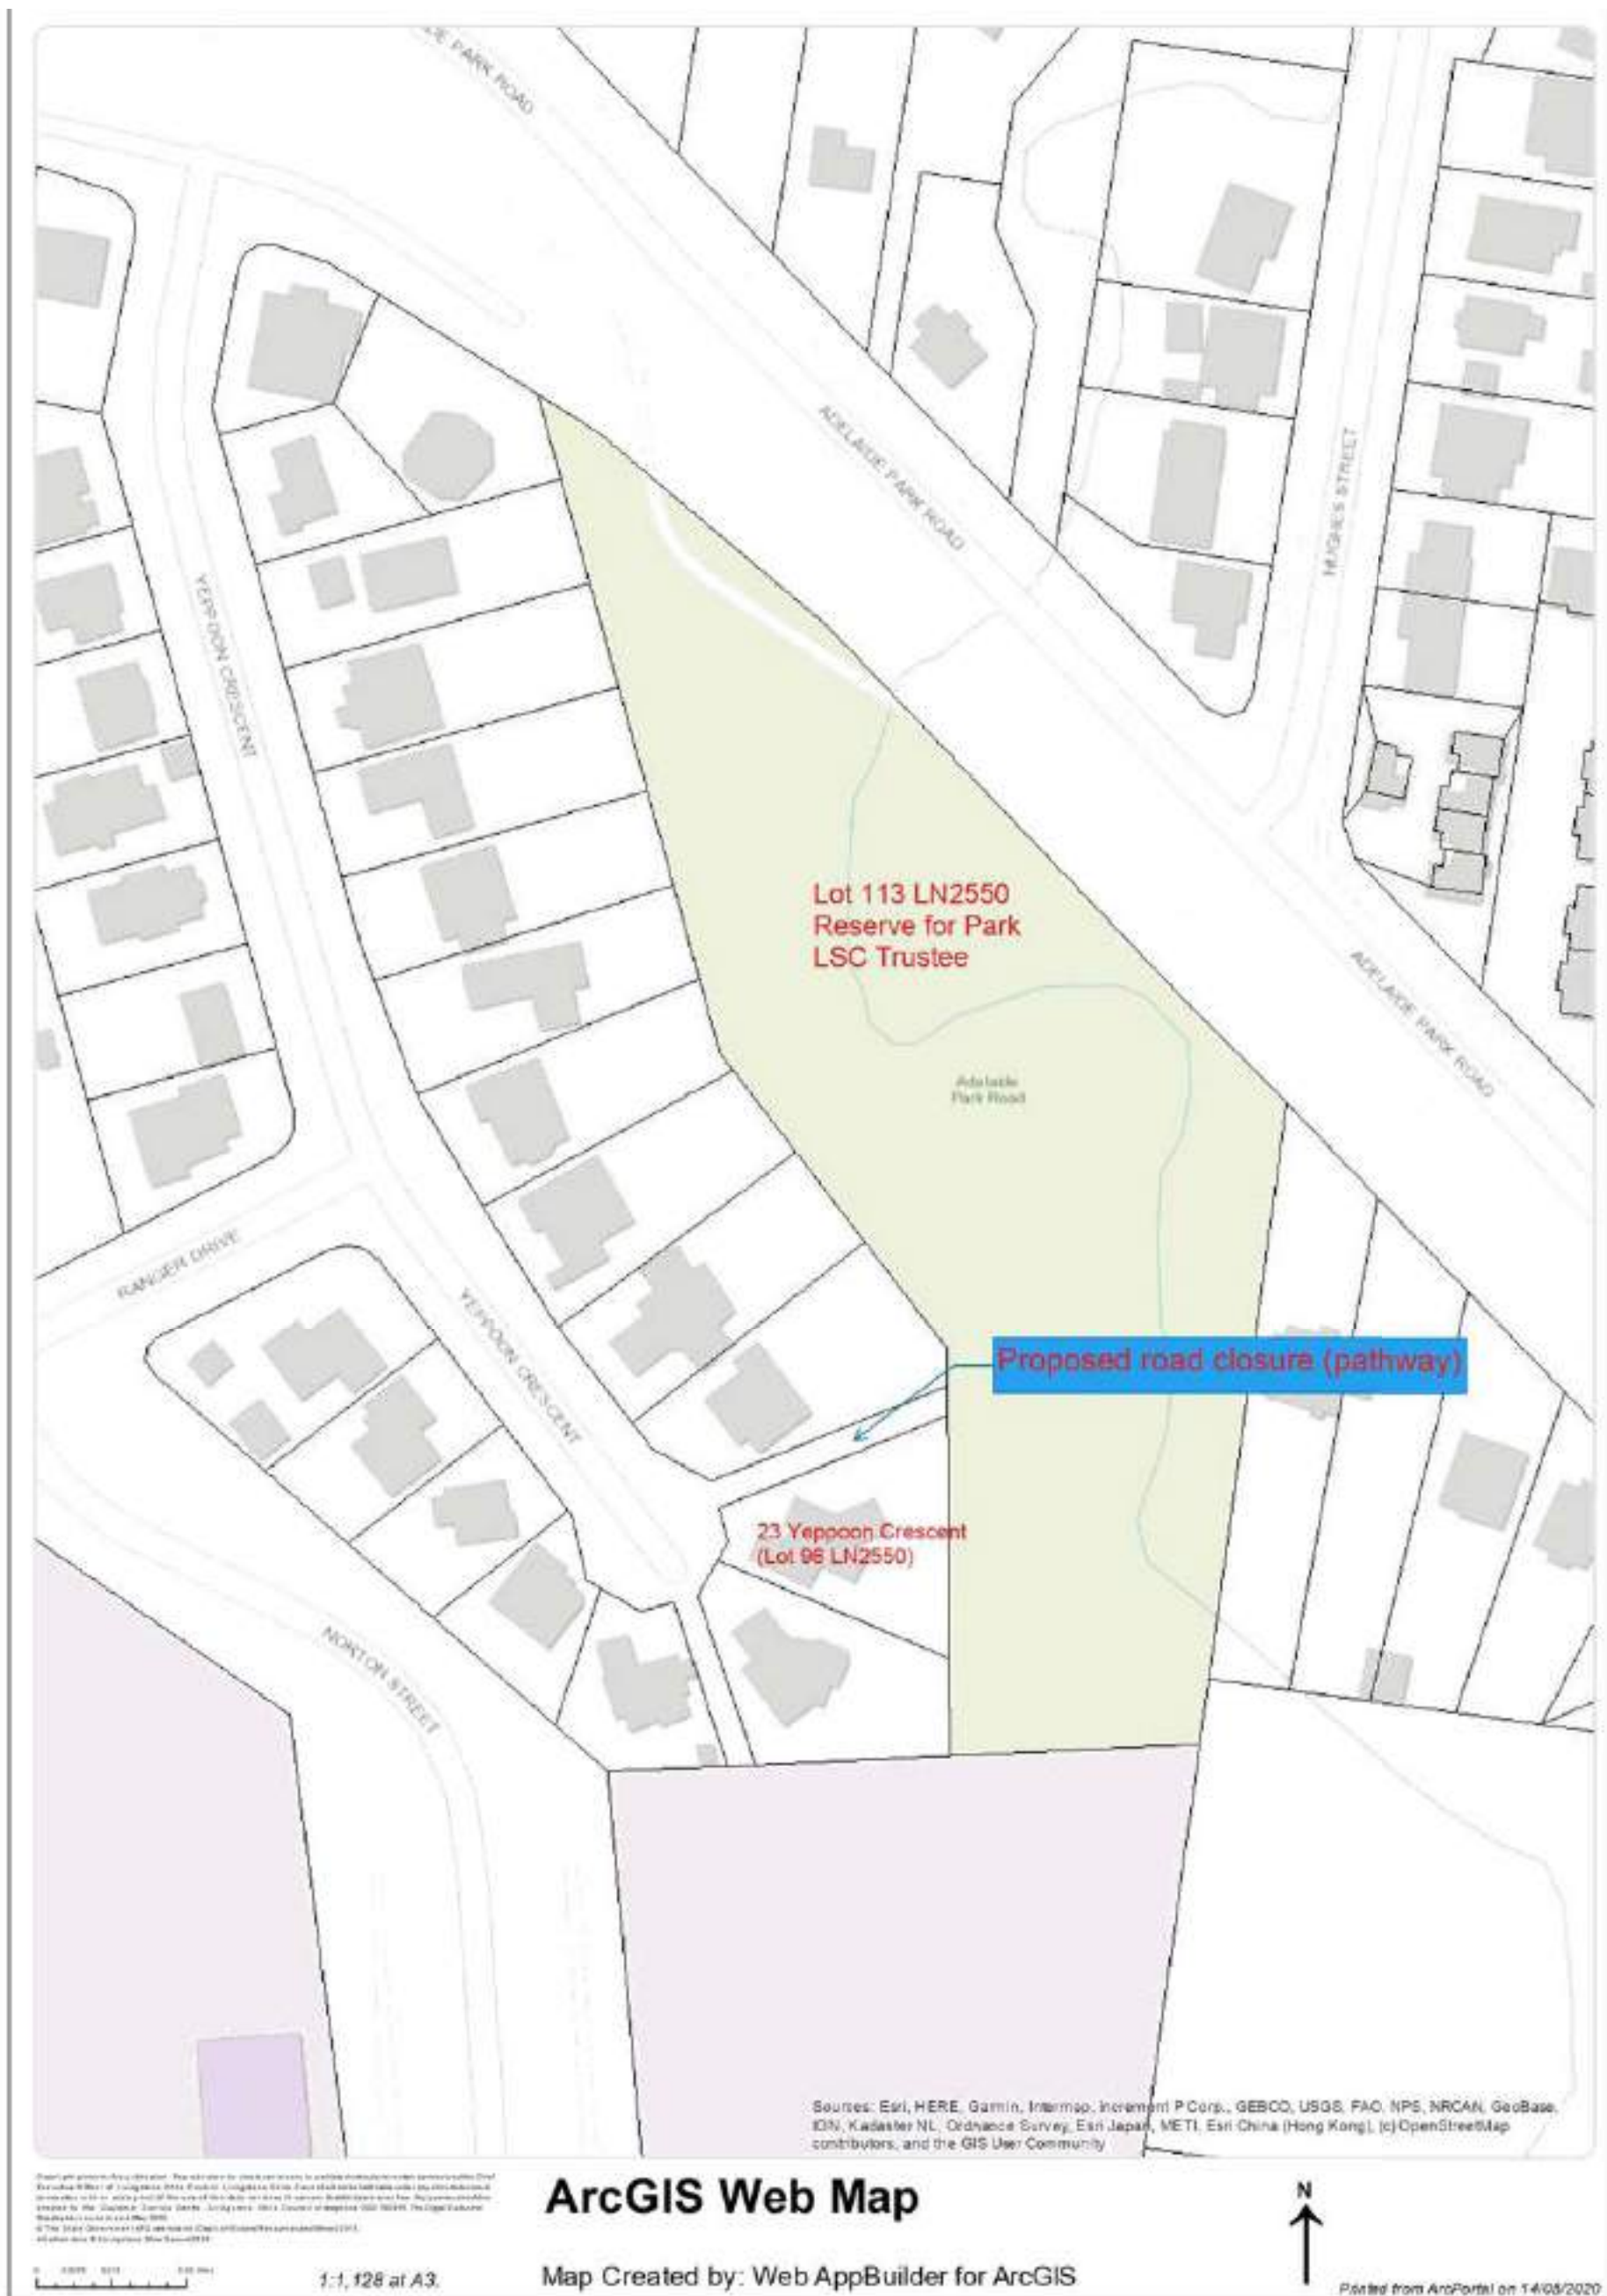 DE PARK ROAD
ADELAIDE PARK ROAD
HUGHES STREET
YEPPOON CRESCENT
Lot 113 LN2550
Reserve for Park
LSC Trustee
ADELAIDE PARK ROAD
Adelaide
Park Road
RANGER DRIVE
YEPPOON CRESCENT
Proposed road closure (pathway)
23 Yeppoon Crescent
(Lot 96 LN2550)
NORTON STREET
Sources: Esri, HERE, Garmin, Intermap, increment P Corp., GEBCO, USGS, FAO, NPS, NRCAN, GeoBase,
IGN, Kadaster NL, Ordnance Survey, Esri Japan, METI, Esri China (Hong Kong), (c) OpenStreetMap
contributors, and the GIS User Community
ArcGIS Web Map
N
1:1,128 at A3.
Map Created by: Web AppBuilder for ArcGIS
Printed from ArcPortal on 14/08/2020